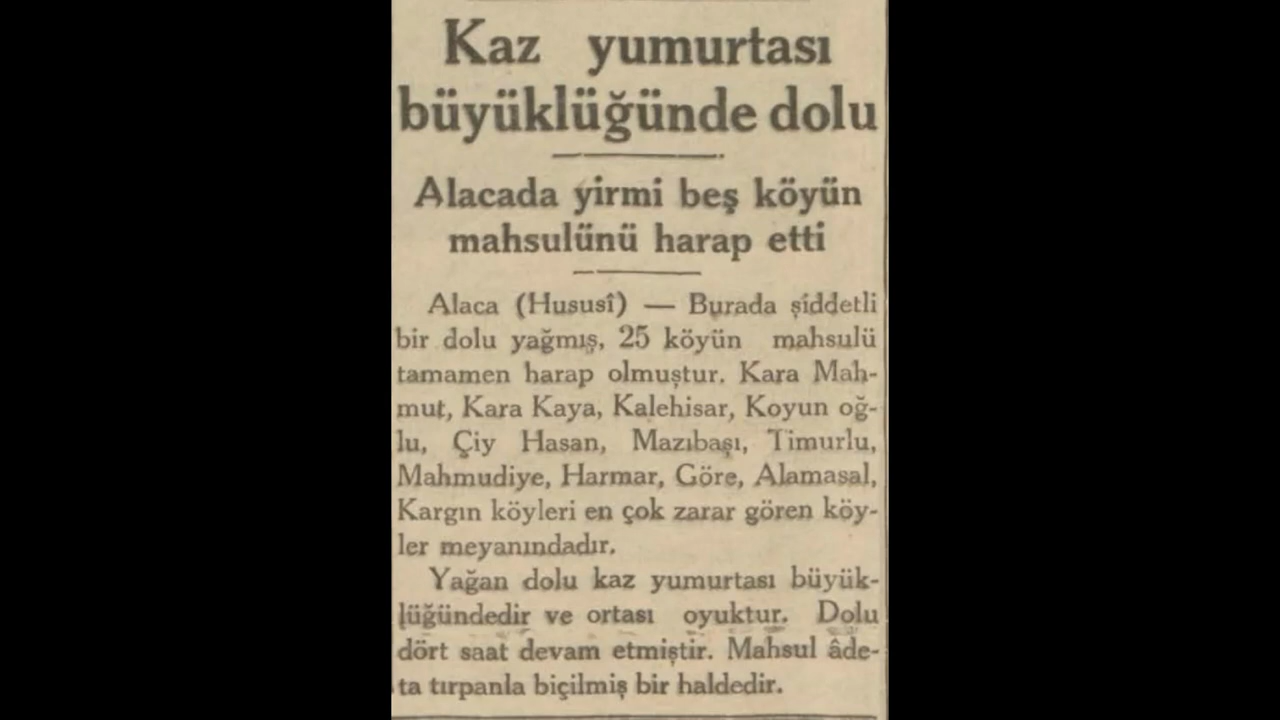 Kaz yumurtası
büyüklüğünde dolu
Alacada yirmi beş köyün
mahsulünü harap etti
Alaca (Hususî) — Burada şiddetli
bir dolu yağmış, 25 köyün mahsulü
tamamen harap olmuştur. Kara Mah-
mut, Kara Kaya, Kalehisar, Koyun oğ-
lu, Çiy Hasan, Mazıbaşı, Timurlu,
Mahmudiye, Harmar, Göre, Alamasal,
Kargın köyleri en çok zarar gören köy-
ler meyanındadır.
Yağan dolu kaz yumurtası büyük-
lüğündedir ve ortası oyuktur. Dolu
dört saat devam etmiştir. Mahsul âde-
ta tırpanla biçilmiş bir haldedir.